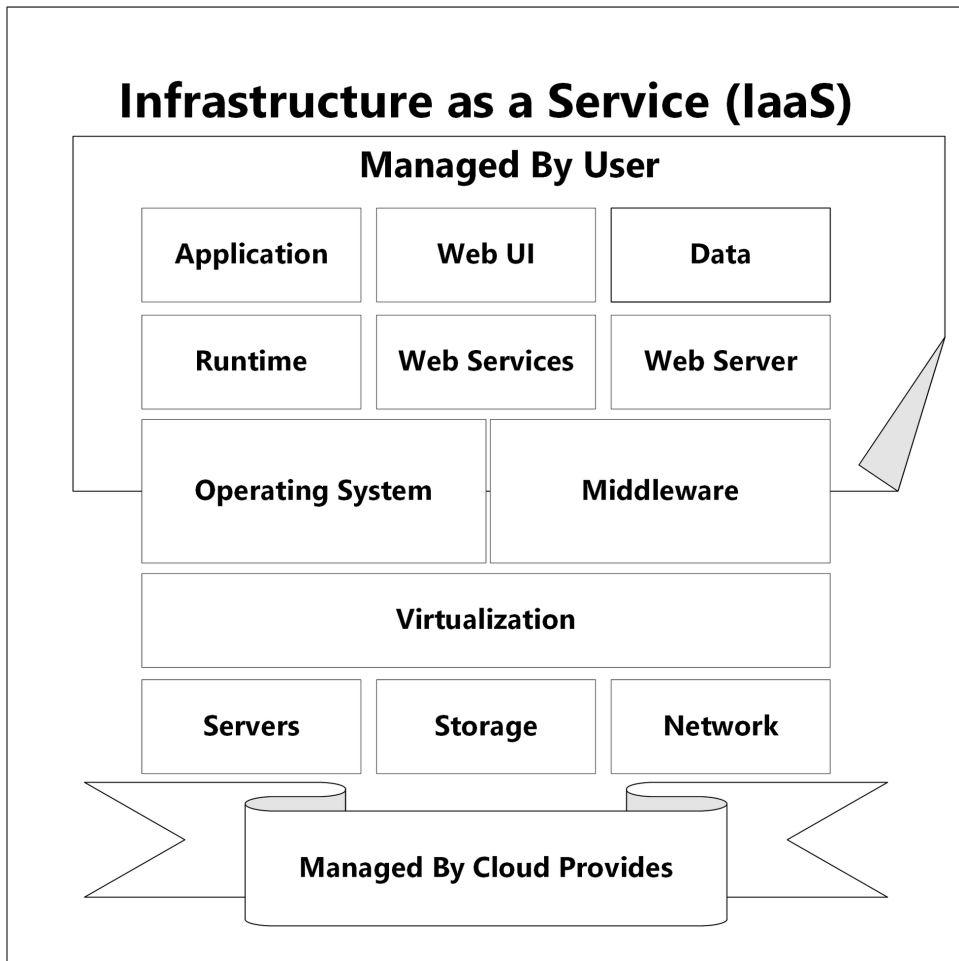 Infrastructure as a Service (IaaS)
Managed By User
Application
Web UI
Data
Runtime
Web Services
Web Server
Operating System
Middleware
Virtualization
Servers
Storage
Network
Managed By Cloud Provides